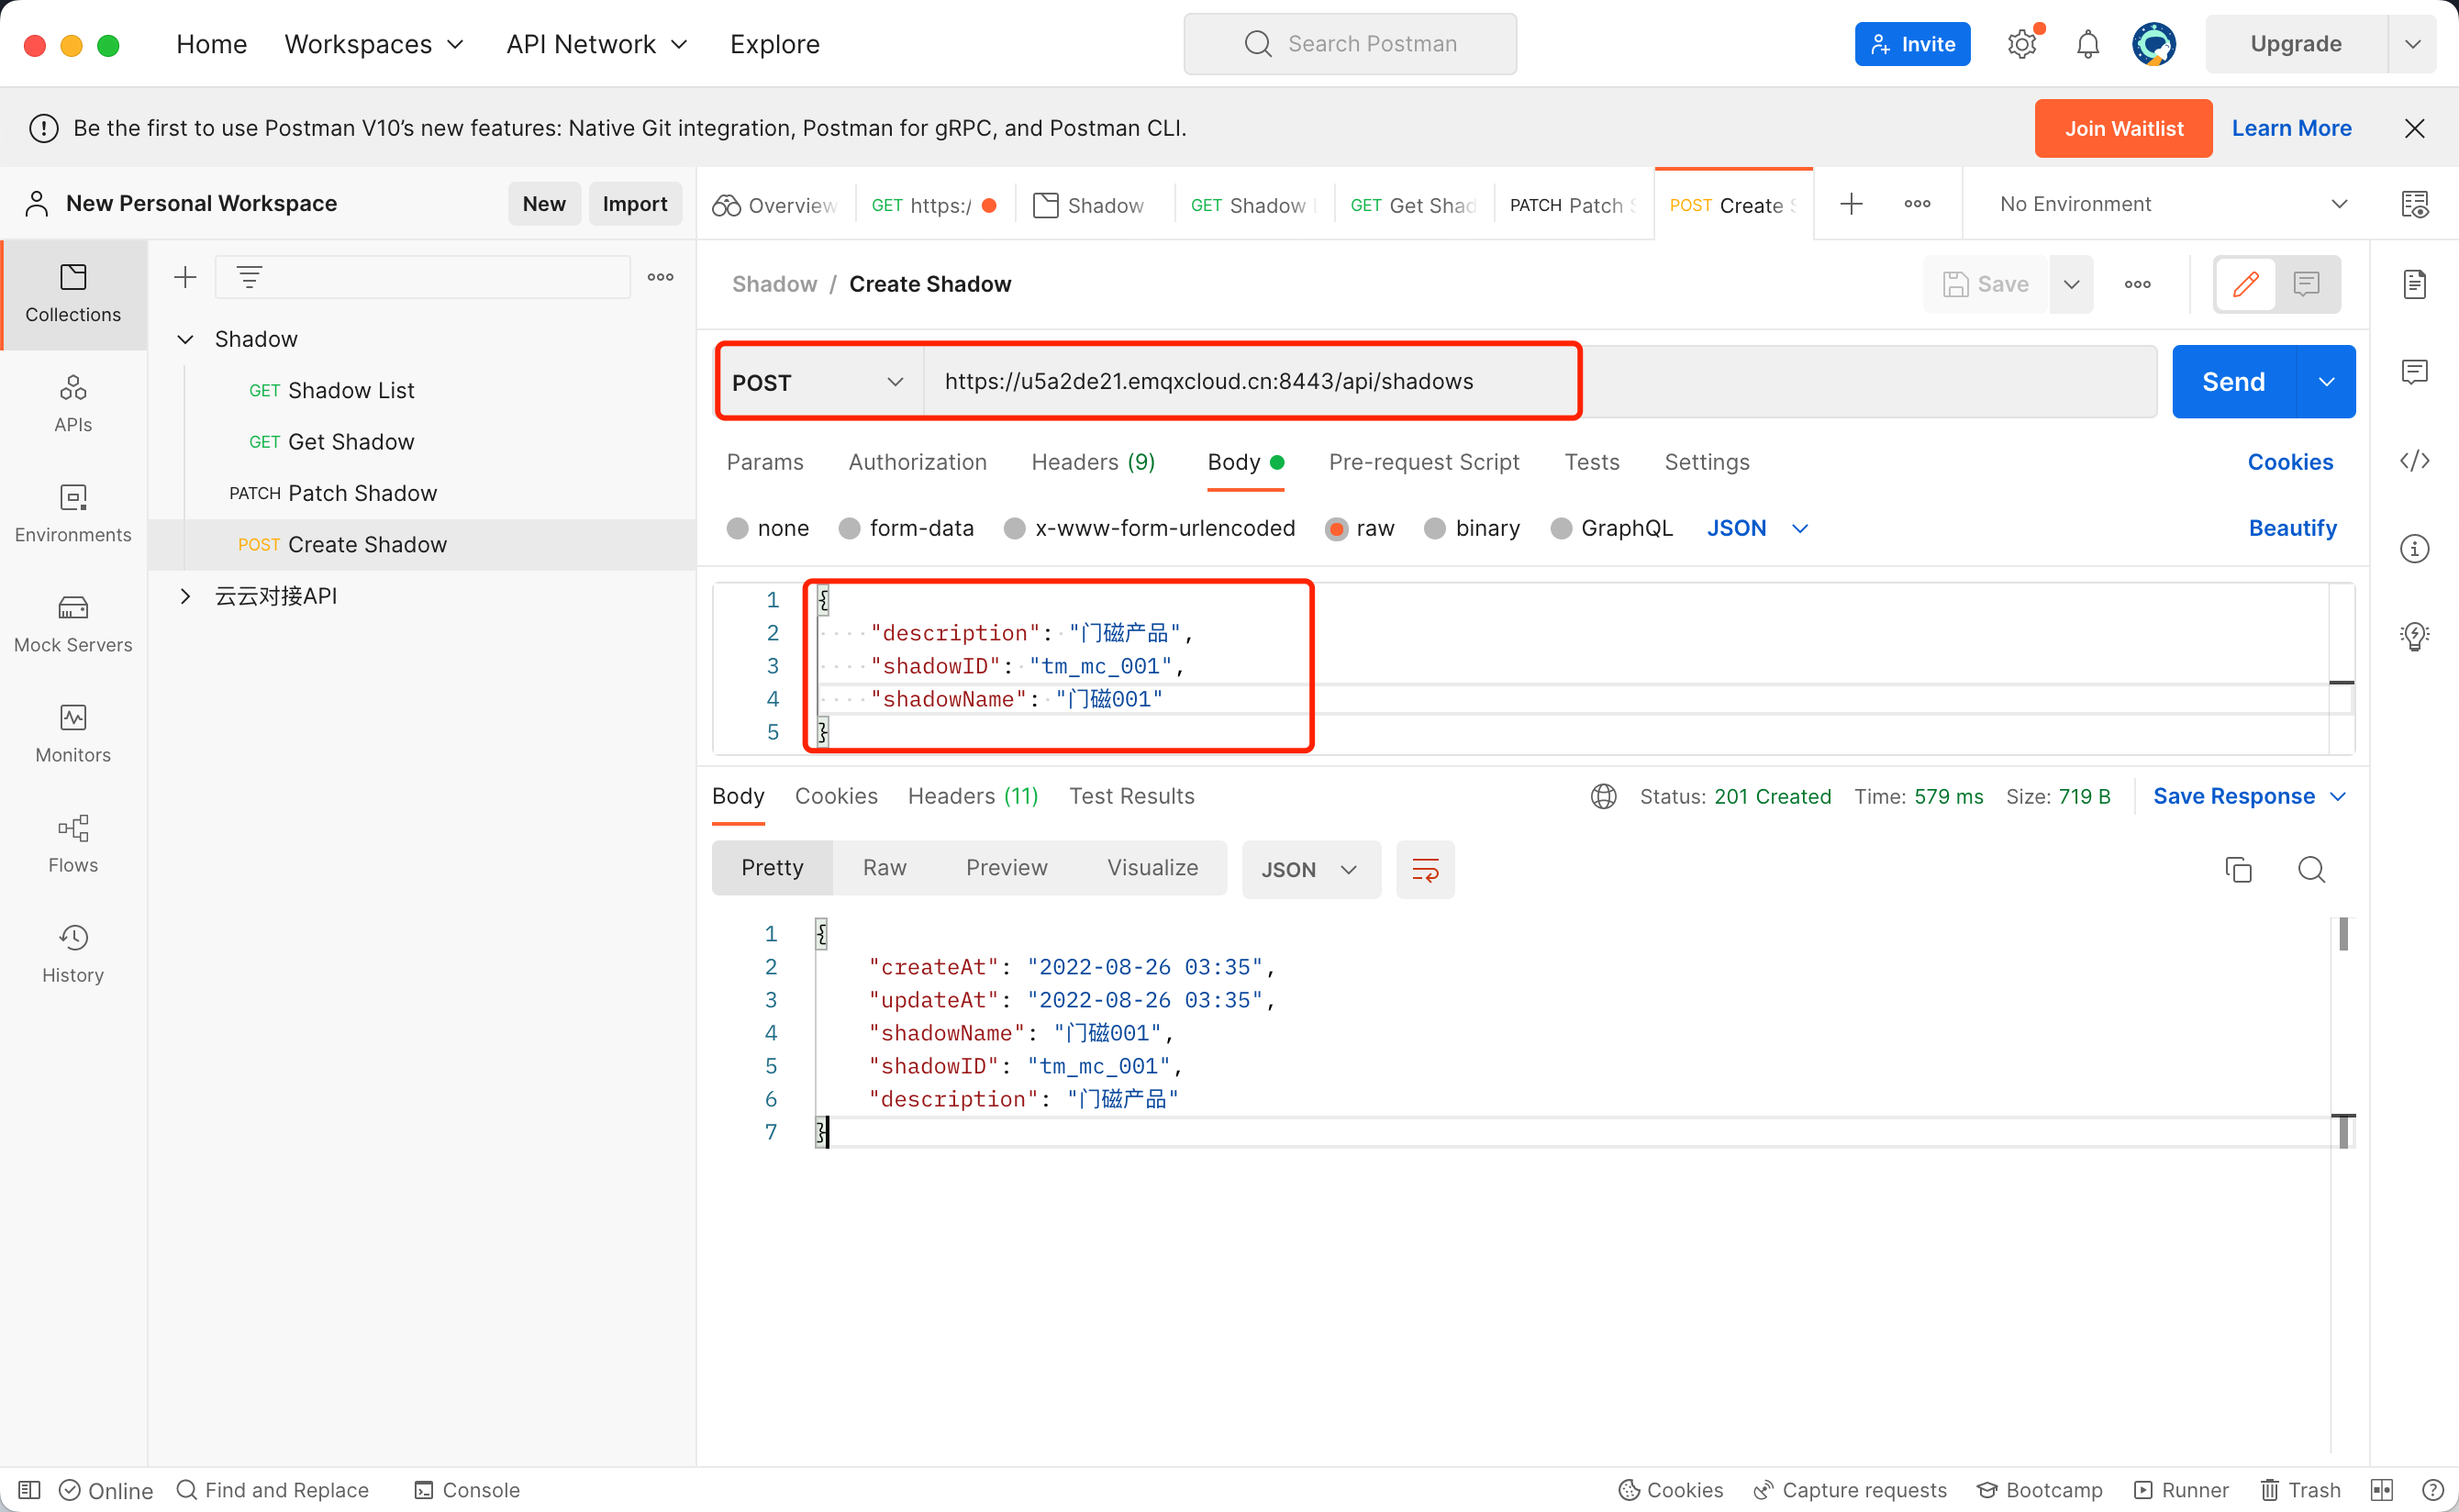 Home Workspaces API Network Explore Search Postman Invite Upgrade
Be the first to use Postman V10’s new features: Native Git integration, Postman for gRPC, and Postman CLI. Join Waitlist Learn More
New Personal Workspace New Import
Overview GET https:/ Shadow GET Shadow GET Get Shad PATCH Patch POST Create No Environment
Collections
APIs
Environments
Mock Servers
Monitors
Flows
History
Shadow
GET Shadow List
GET Get Shadow
PATCH Patch Shadow
POST Create Shadow
云云对接API
Shadow / Create Shadow Save
POST https://u5a2de21.emqxcloud.cn:8443/api/shadows Send
Params Authorization Headers (9) Body Pre-request Script Tests Settings Cookies
none form-data x-www-form-urlencoded raw binary GraphQL JSON Beautify
1 {
2 "description": "门磁产品",
3 "shadowID": "tm_mc_001",
4 "shadowName": "门磁001"
5 }
Body Cookies Headers (11) Test Results Status: 201 Created Time: 579 ms Size: 719 B Save Response
Pretty Raw Preview Visualize JSON
1 {
2 "createAt": "2022-08-26 03:35",
3 "updateAt": "2022-08-26 03:35",
4 "shadowName": "门磁001",
5 "shadowID": "tm_mc_001",
6 "description": "门磁产品"
7 }
Online Find and Replace Console Cookies Capture requests Bootcamp Runner Trash